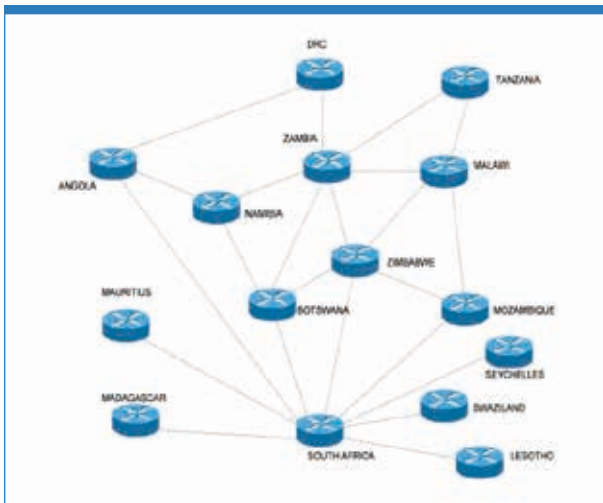 DRC
TANZANIA
ZAMBIA
MALAWI
ANGOLA
NAMIBIA
ZIMBABWE
MAURITIUS
BOTSWANA
MOZAMBIQUE
SEYCHELLES
MADAGASCAR
SWAZILAND
SOUTH AFRICA
LESOTHO